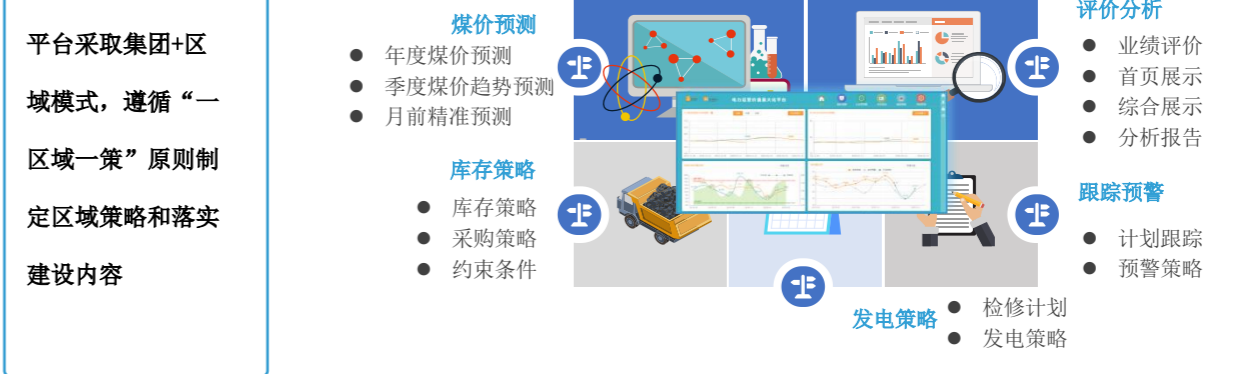 平台采取集团+区
域模式，遵循“一
区域一策”原则制
定区域策略和落实
建设内容
煤价预测
● 年度煤价预测
● 季度煤价趋势预测
● 月前精准预测
库存策略
● 库存策略
● 采购策略
● 约束条件
发电策略
● 检修计划
● 发电策略
评价分析
● 业绩评价
● 首页展示
● 综合展示
● 分析报告
跟踪预警
● 计划跟踪
● 预警策略